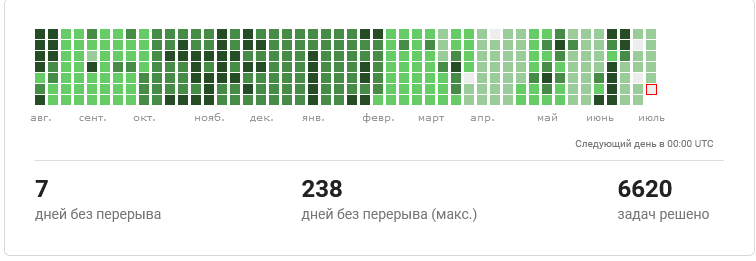 авг. сент. окт. нояб. дек. янв. февр. март апр. май июнь июль
Следующий день в 00:00 UTC
7 238 6620
дней без перерыва дней без перерыва (макс.) задач решено